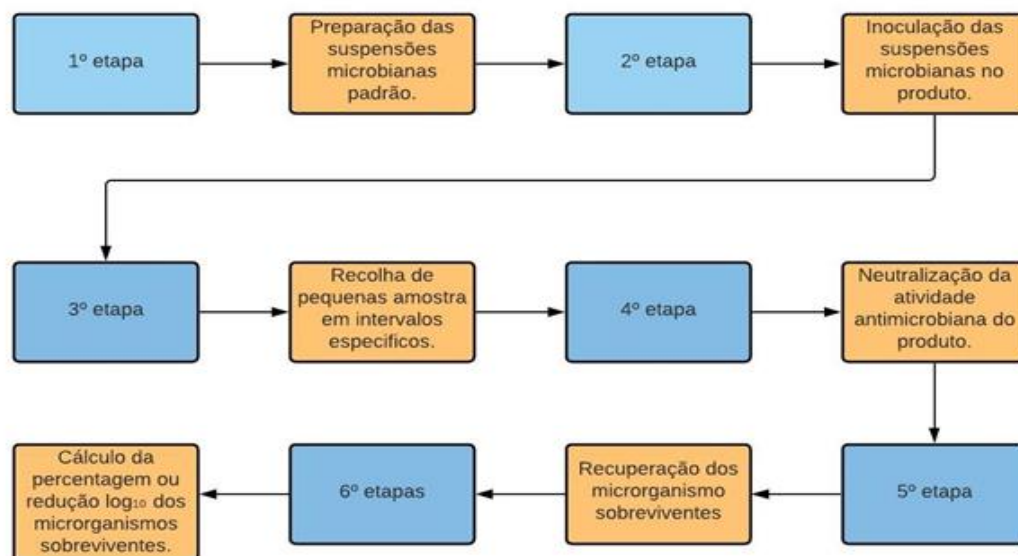 1º etapa
Preparação das
suspensões
microbianas
padrão.
2º etapa
Inoculação das
suspensões
microbianas no
produto.
3º etapa
Recolha de
pequenas amostra
em intervalos
especificos.
4º etapa
Neutralização da
atividade
antimicrobiana do
produto.
5º etapa
Recuperação dos
microrganismo
sobreviventes
6º etapas
Cálculo da
percentagem ou
redução log₁₀ dos
microrganismos
sobreviventes.